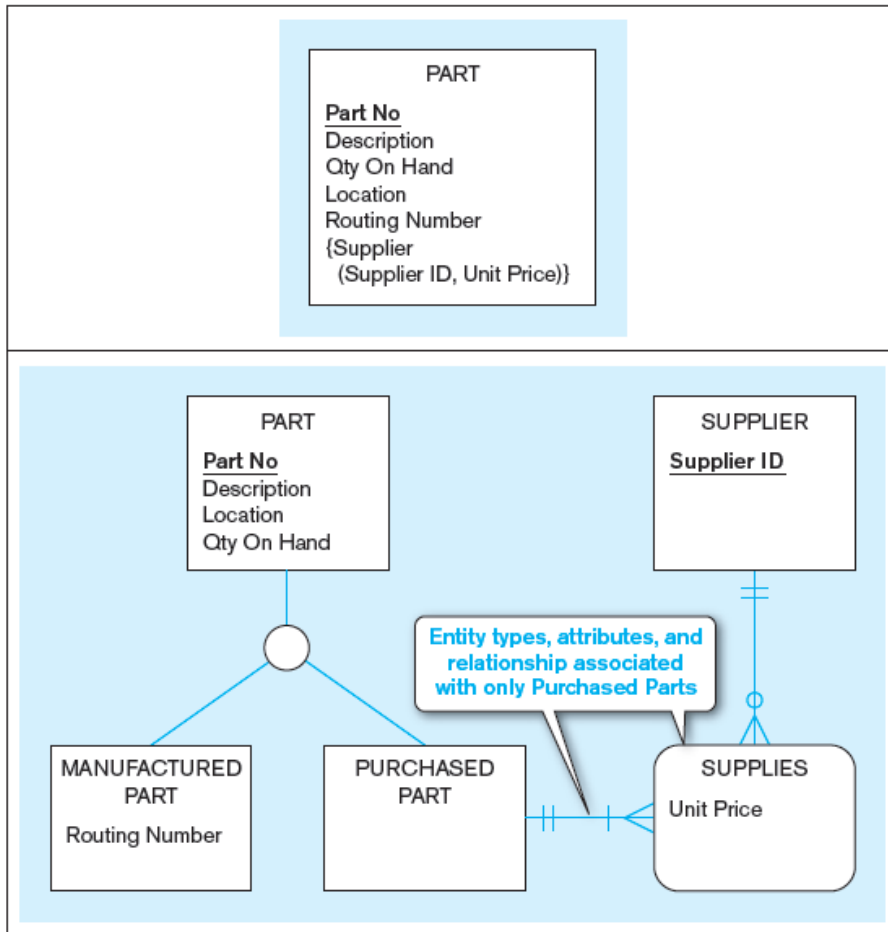 PART
Part No
Description
Qty On Hand
Location
Routing Number
{Supplier
(Supplier ID, Unit Price)}
PART
Part No
Description
Location
Qty On Hand
SUPPLIER
Supplier ID
Entity types, attributes, and
relationship associated
with only Purchased Parts
MANUFACTURED
PART
Routing Number
PURCHASED
PART
SUPPLIES
Unit Price